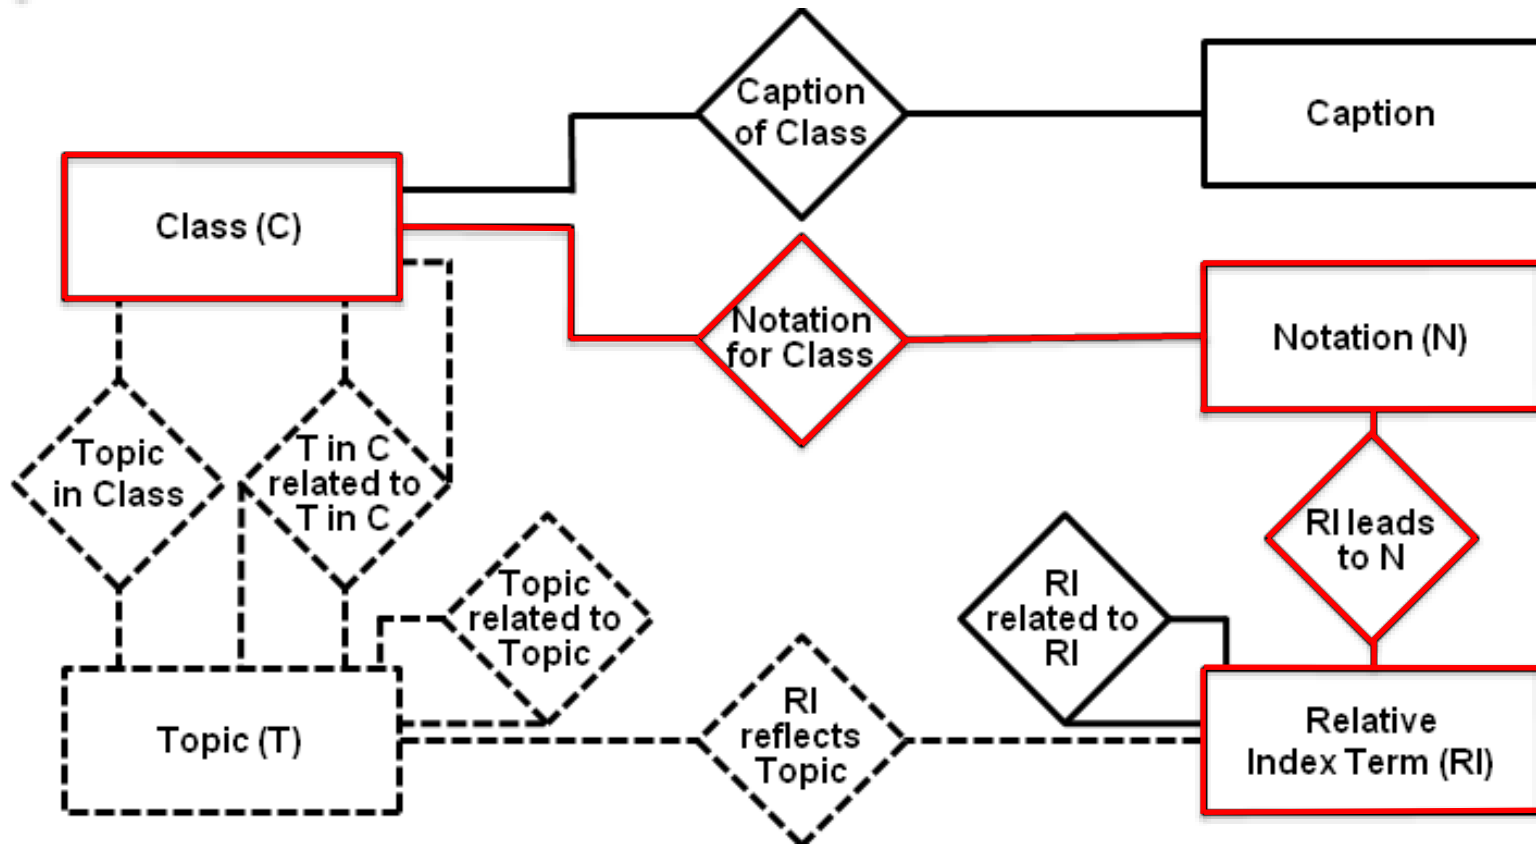 Caption
of Class
Caption
Class (C)
Notation
for Class
Notation (N)
Topic
in Class
T in C
related to
T in C
RI leads
to N
Topic
related to
Topic
RI
related to
RI
Topic (T)
RI
reflects
Topic
Relative
Index Term (RI)